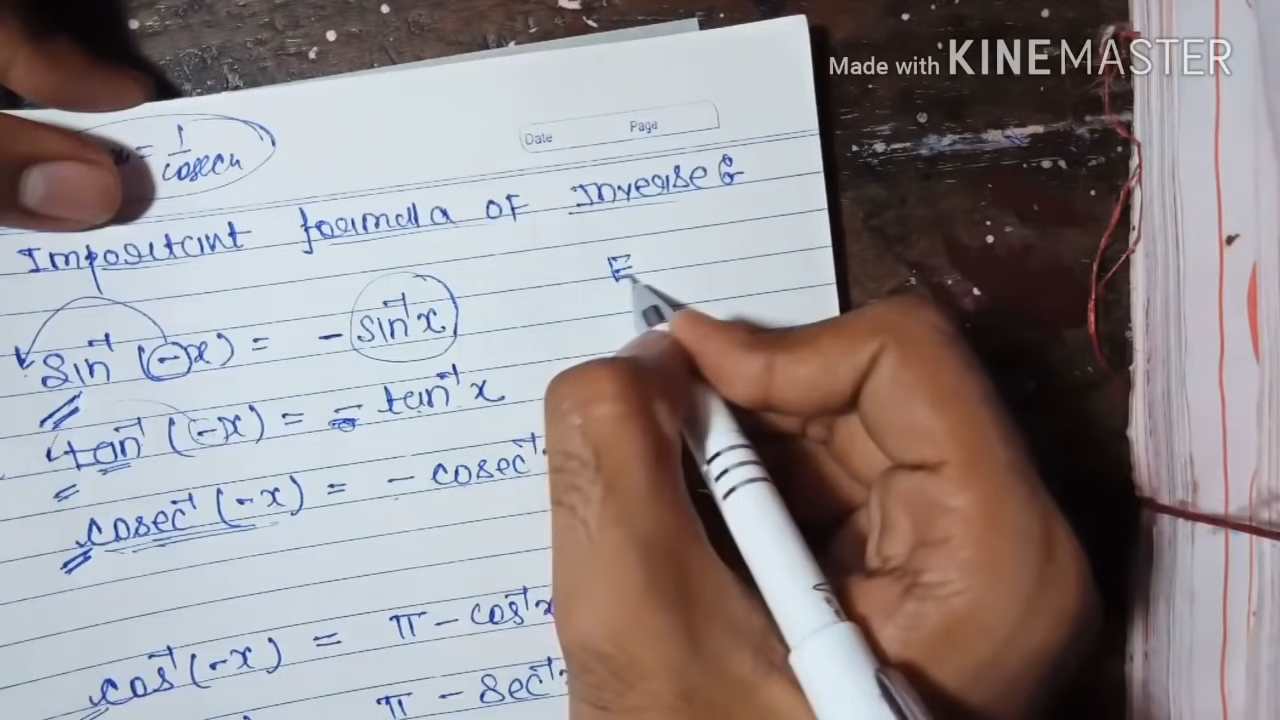 Made with KINEMASTER
= 1/cosecx
Date Page
Important formula OF Inverse
sin⁻¹(-x) = - sin⁻¹x
tan⁻¹(-x) = - tan⁻¹x
cosec⁻¹(-x) = - cosec⁻¹
cos⁻¹(-x) = π - cos⁻¹x
π - sec⁻¹
E